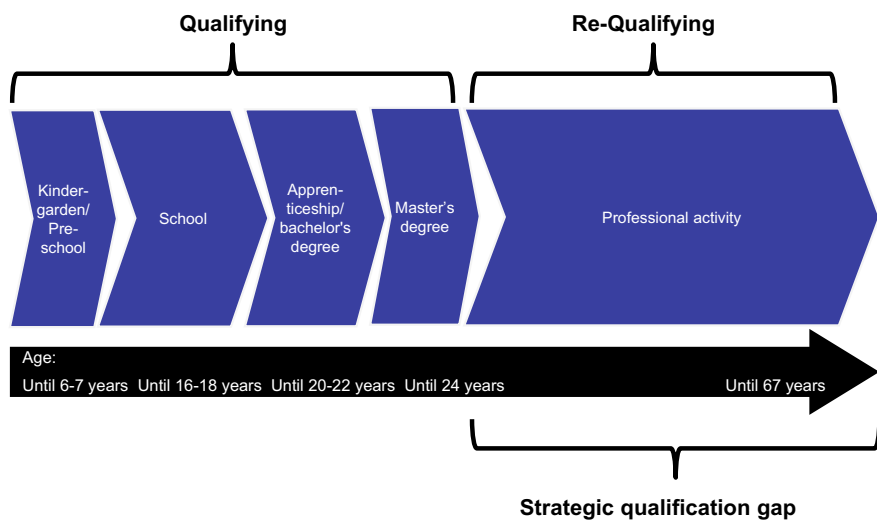 Qualifying
Re-Qualifying
Kinder-
garden/
Pre-
school
School
Appren-
ticeship/
bachelor's
degree
Master's
degree
Professional activity
Age:
Until 6-7 years
Until 16-18 years
Until 20-22 years
Until 24 years
Until 67 years
Strategic qualification gap